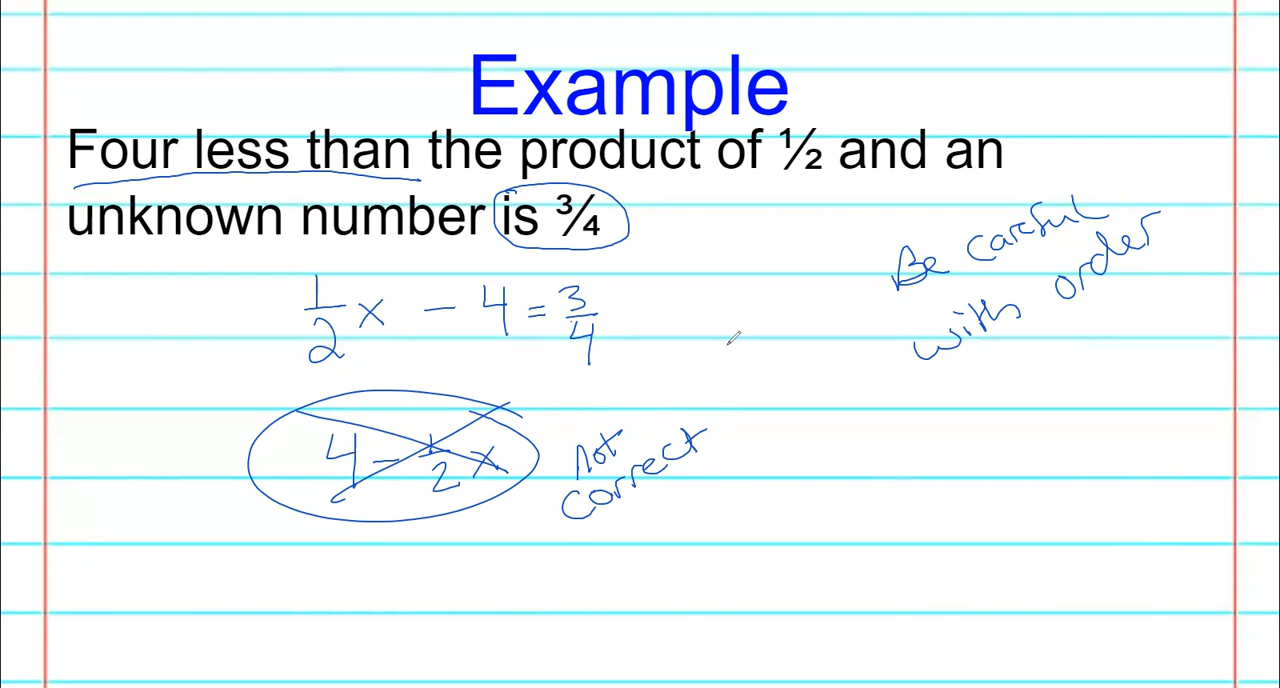 Example
Four less than the product of ½ and an
unknown number is ¾
Be careful
with order
1/2 x - 4 = 3/4
4 - 1/2 x
not
correct